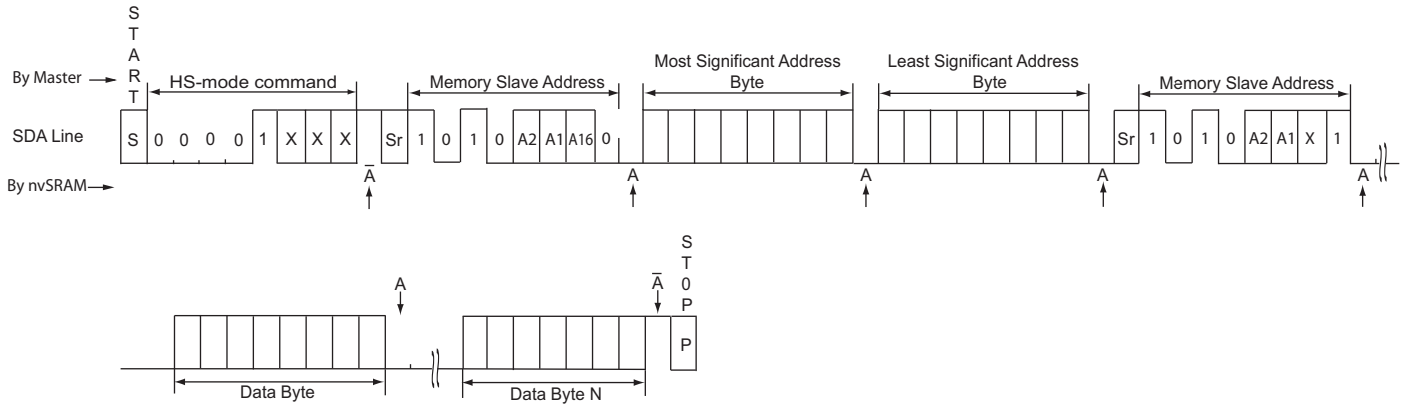 START
By Master
HS-mode command
Memory Slave Address
Most Significant Address
Byte
Least Significant Address
Byte
Memory Slave Address
SDA Line
S 0 0 0 0 1 X X X Sr 1 0 1 0 A2 A1 A16 0 Sr 1 0 1 0 A2 A1 X 1
By nvSRAM
A̅ A A A A
A
A̅
ST0P
P
Data Byte
Data Byte N